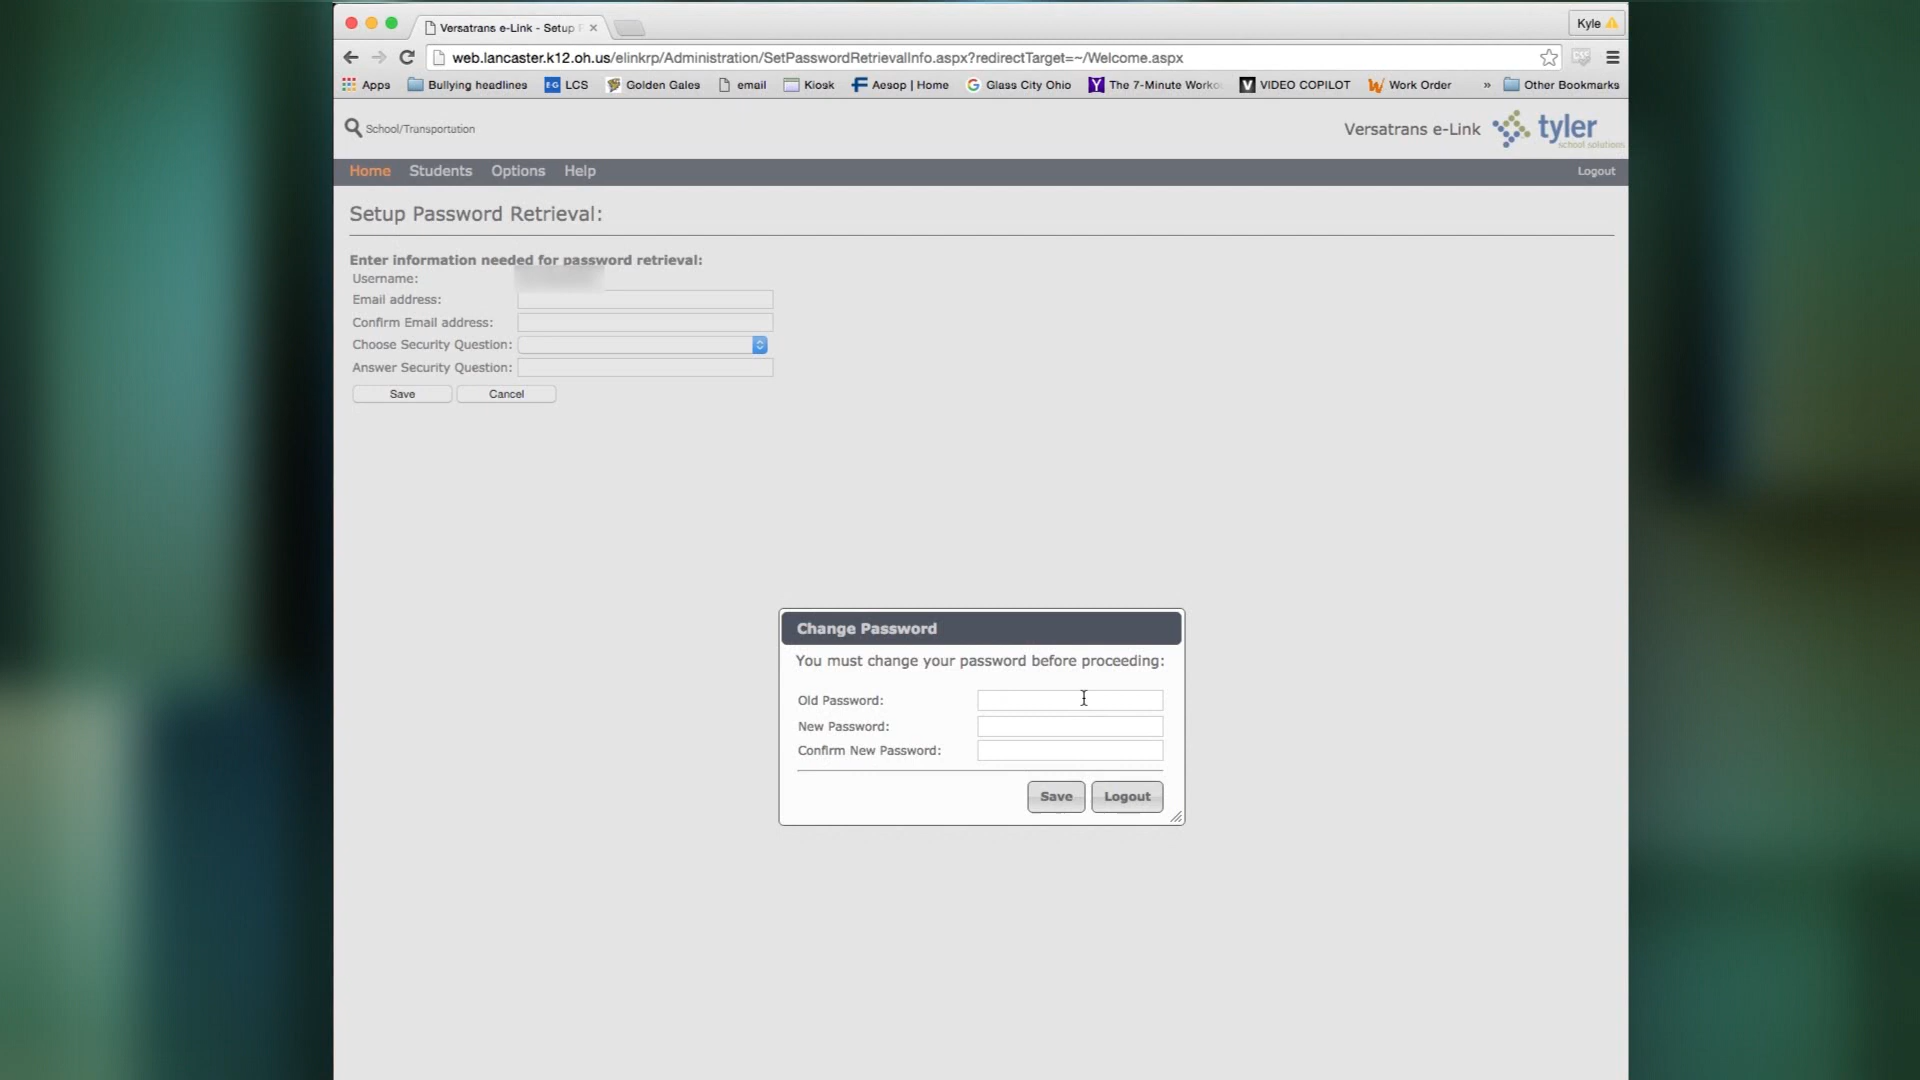 Versatrans e-Link - Setup
Kyle
web.lancaster.k12.oh.us/elinkrp/Administration/SetPasswordRetrievalInfo.aspx?redirectTarget=~/Welcome.aspx
Apps Bullying headlines LCS Golden Gales email Kiosk Aesop | Home Glass City Ohio The 7-Minute VIDEO COPILOT Work Order » Other Bookmarks
School/Transportation
Versatrans e-Link tyler
school solutions
Home Students Options Help Logout
Setup Password Retrieval:
Enter information needed for password retrieval:
Username:
Email address:
Confirm Email address:
Choose Security Question:
Answer Security Question:
Save Cancel
Change Password
You must change your password before proceeding:
Old Password:
New Password:
Confirm New Password:
Save Logout